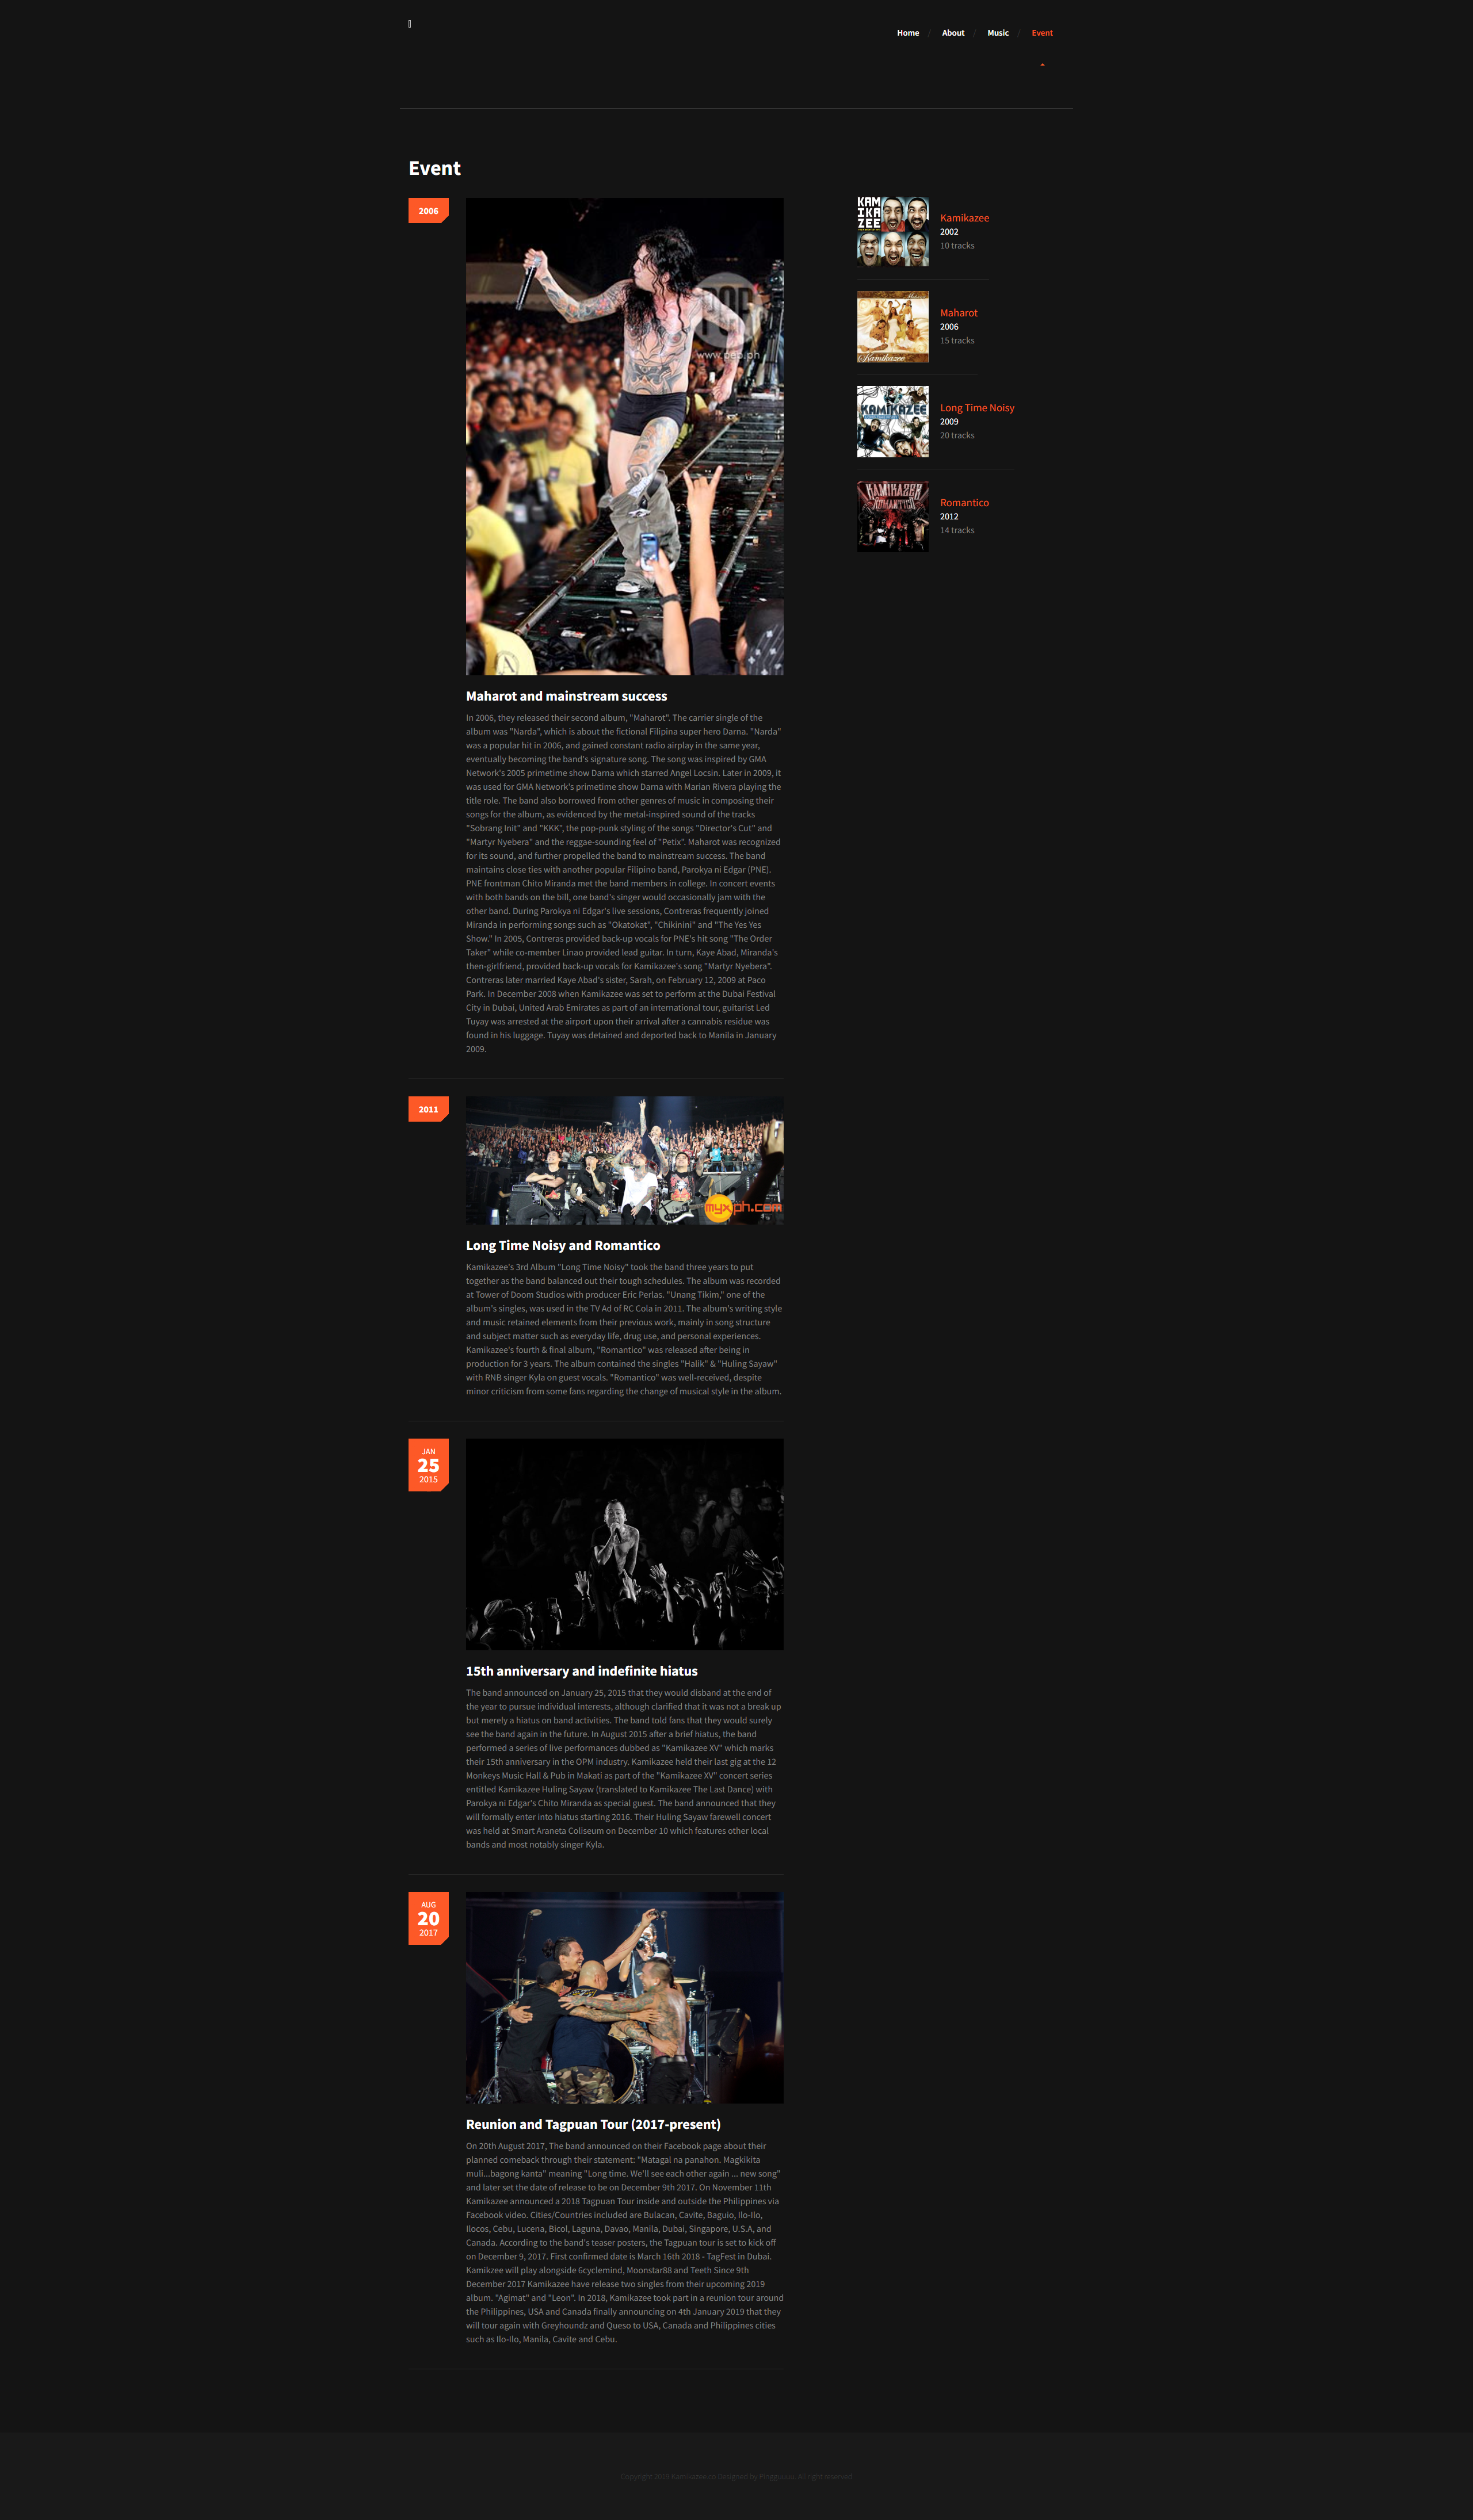 Home / About / Music / Event
Event
2006
www.pep.ph
Maharot and mainstream success
In 2006, they released their second album, "Maharot". The carrier single of the
album was "Narda", which is about the fictional Filipina super hero Darna. "Narda"
was a popular hit in 2006, and gained constant radio airplay in the same year,
eventually becoming the band's signature song. The song was inspired by GMA
Network's 2005 primetime show Darna which starred Angel Locsin. Later in 2009, it
was used for GMA Network's primetime show Darna with Marian Rivera playing the
title role. The band also borrowed from other genres of music in composing their
songs for the album, as evidenced by the metal-inspired sound of the tracks
"Sobrang Init" and "KKK", the pop-punk styling of the songs "Director's Cut" and
"Martyr Nyebera" and the reggae-sounding feel of "Petix". Maharot was recognized
for its sound, and further propelled the band to mainstream success. The band
maintains close ties with another popular Filipino band, Parokya ni Edgar (PNE).
PNE frontman Chito Miranda met the band members in college. In concert events
with both bands on the bill, one band's singer would occasionally jam with the
other band. During Parokya ni Edgar's live sessions, Contreras frequently joined
Miranda in performing songs such as "Okatokat", "Chikinini" and "The Yes Yes
Show." In 2005, Contreras provided back-up vocals for PNE's hit song "The Order
Taker" while co-member Linao provided lead guitar. In turn, Kaye Abad, Miranda's
then-girlfriend, provided back-up vocals for Kamikazee's song "Martyr Nyebera".
Contreras later married Kaye Abad's sister, Sarah, on February 12, 2009 at Paco
Park. In December 2008 when Kamikazee was set to perform at the Dubai Festival
City in Dubai, United Arab Emirates as part of an international tour, guitarist Led
Tuyay was arrested at the airport upon their arrival after a cannabis residue was
found in his luggage. Tuyay was detained and deported back to Manila in January
2009.
2011
myxph.com
Long Time Noisy and Romantico
Kamikazee's 3rd Album "Long Time Noisy" took the band three years to put
together as the band balanced out their tough schedules. The album was recorded
at Tower of Doom Studios with producer Eric Perlas. "Unang Tikim," one of the
album's singles, was used in the TV Ad of RC Cola in 2011. The album's writing style
and music retained elements from their previous work, mainly in song structure
and subject matter such as everyday life, drug use, and personal experiences.
Kamikazee's fourth & final album, "Romantico" was released after being in
production for 3 years. The album contained the singles "Halik" & "Huling Sayaw"
with RNB singer Kyla on guest vocals. "Romantico" was well-received, despite
minor criticism from some fans regarding the change of musical style in the album.
JAN
25
2015
15th anniversary and indefinite hiatus
The band announced on January 25, 2015 that they would disband at the end of
the year to pursue individual interests, although clarified that it was not a break up
but merely a hiatus on band activities. The band told fans that they would surely
see the band again in the future. In August 2015 after a brief hiatus, the band
performed a series of live performances dubbed as "Kamikazee XV" which marks
their 15th anniversary in the OPM industry. Kamikazee held their last gig at the 12
Monkeys Music Hall & Pub in Makati as part of the "Kamikazee XV" concert series
entitled Kamikazee Huling Sayaw (translated to Kamikazee The Last Dance) with
Parokya ni Edgar's Chito Miranda as special guest. The band announced that they
will formally enter into hiatus starting 2016. Their Huling Sayaw farewell concert
was held at Smart Araneta Coliseum on December 10 which features other local
bands and most notably singer Kyla.
AUG
20
2017
Reunion and Tagpuan Tour (2017-present)
On 20th August 2017, The band announced on their Facebook page about their
planned comeback through their statement: "Matagal na panahon. Magkikita
muli...bagong kanta" meaning "Long time. We'll see each other again ... new song"
and later set the date of release to be on December 9th 2017. On November 11th
Kamikazee announced a 2018 Tagpuan Tour inside and outside the Philippines via
Facebook video. Cities/Countries included are Bulacan, Cavite, Baguio, Ilo-Ilo,
Ilocos, Cebu, Lucena, Bicol, Laguna, Davao, Manila, Dubai, Singapore, U.S.A, and
Canada. According to the band's teaser posters, the Tagpuan tour is set to kick off
on December 9, 2017. First confirmed date is March 16th 2018 - TagFest in Dubai.
Kamikzee will play alongside 6cyclemind, Moonstar88 and Teeth Since 9th
December 2017 Kamikazee have release two singles from their upcoming 2019
album. "Agimat" and "Leon". In 2018, Kamikazee took part in a reunion tour around
the Philippines, USA and Canada finally announcing on 4th January 2019 that they
will tour again with Greyhoundz and Queso to USA, Canada and Philippines cities
such as Ilo-Ilo, Manila, Cavite and Cebu.
KAM
IKA
ZEE
Kamikazee
2002
10 tracks
Kamikazee
Maharot
2006
15 tracks
KAMIKAZEE
Long Time Noisy
2009
20 tracks
KAMIKAZEE
ROMANTICO
Romantico
2012
14 tracks